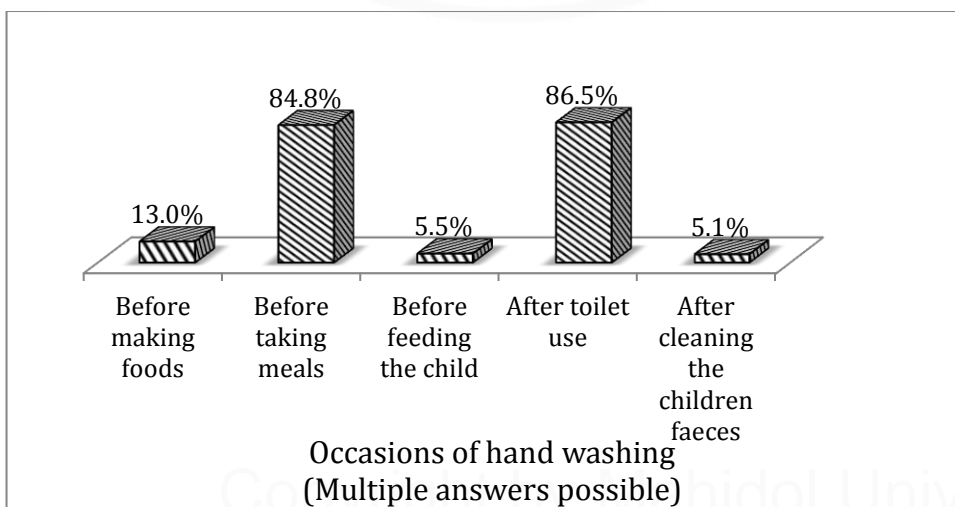 84.8%
86.5%
13.0%
5.5%
5.1%
Before
making
foods
Before
taking
meals
Before
feeding
the child
After toilet
use
After
cleaning
the
children
faeces
Occasions of hand washing
(Multiple answers possible)